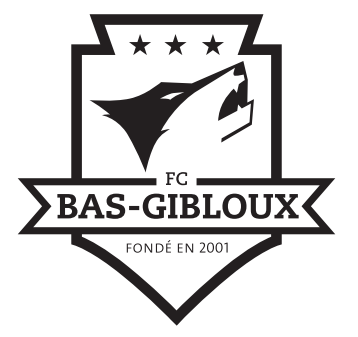 FC
BAS-GIBLOUX
FONDÉ EN 2001